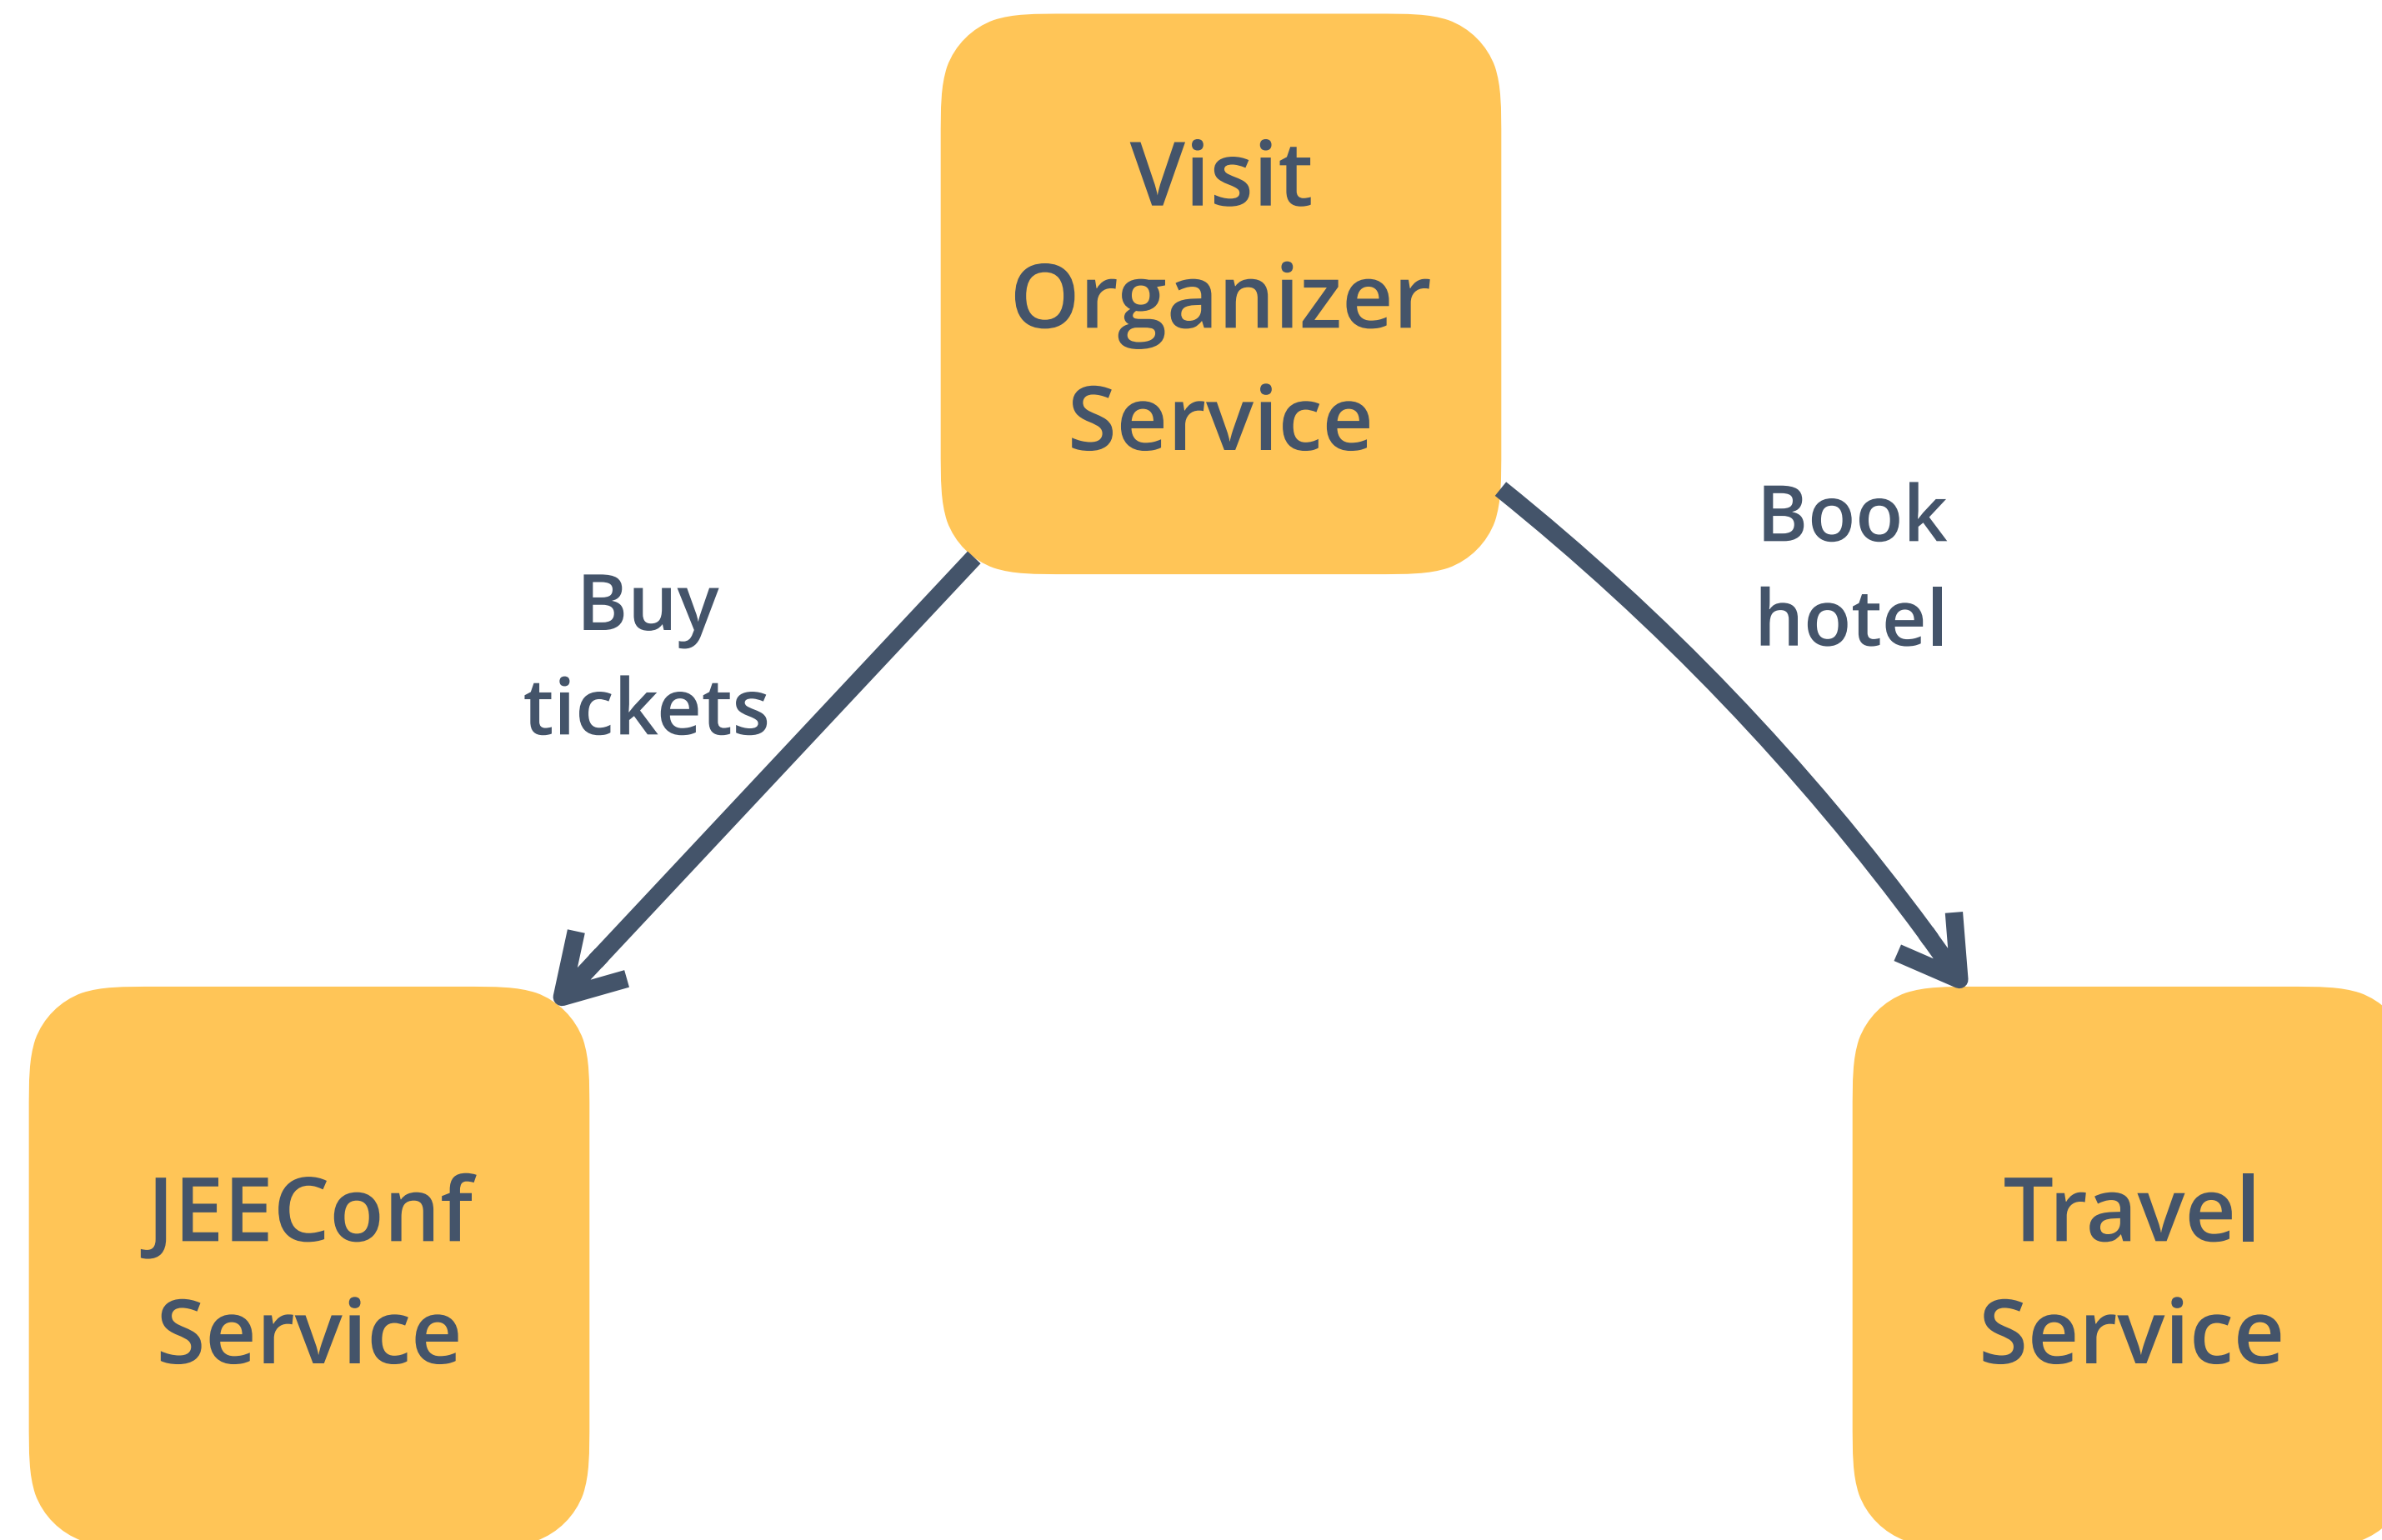 Visit
Organizer
Service
Buy
tickets
Book
hotel
JEEConf
Service
Travel
Service